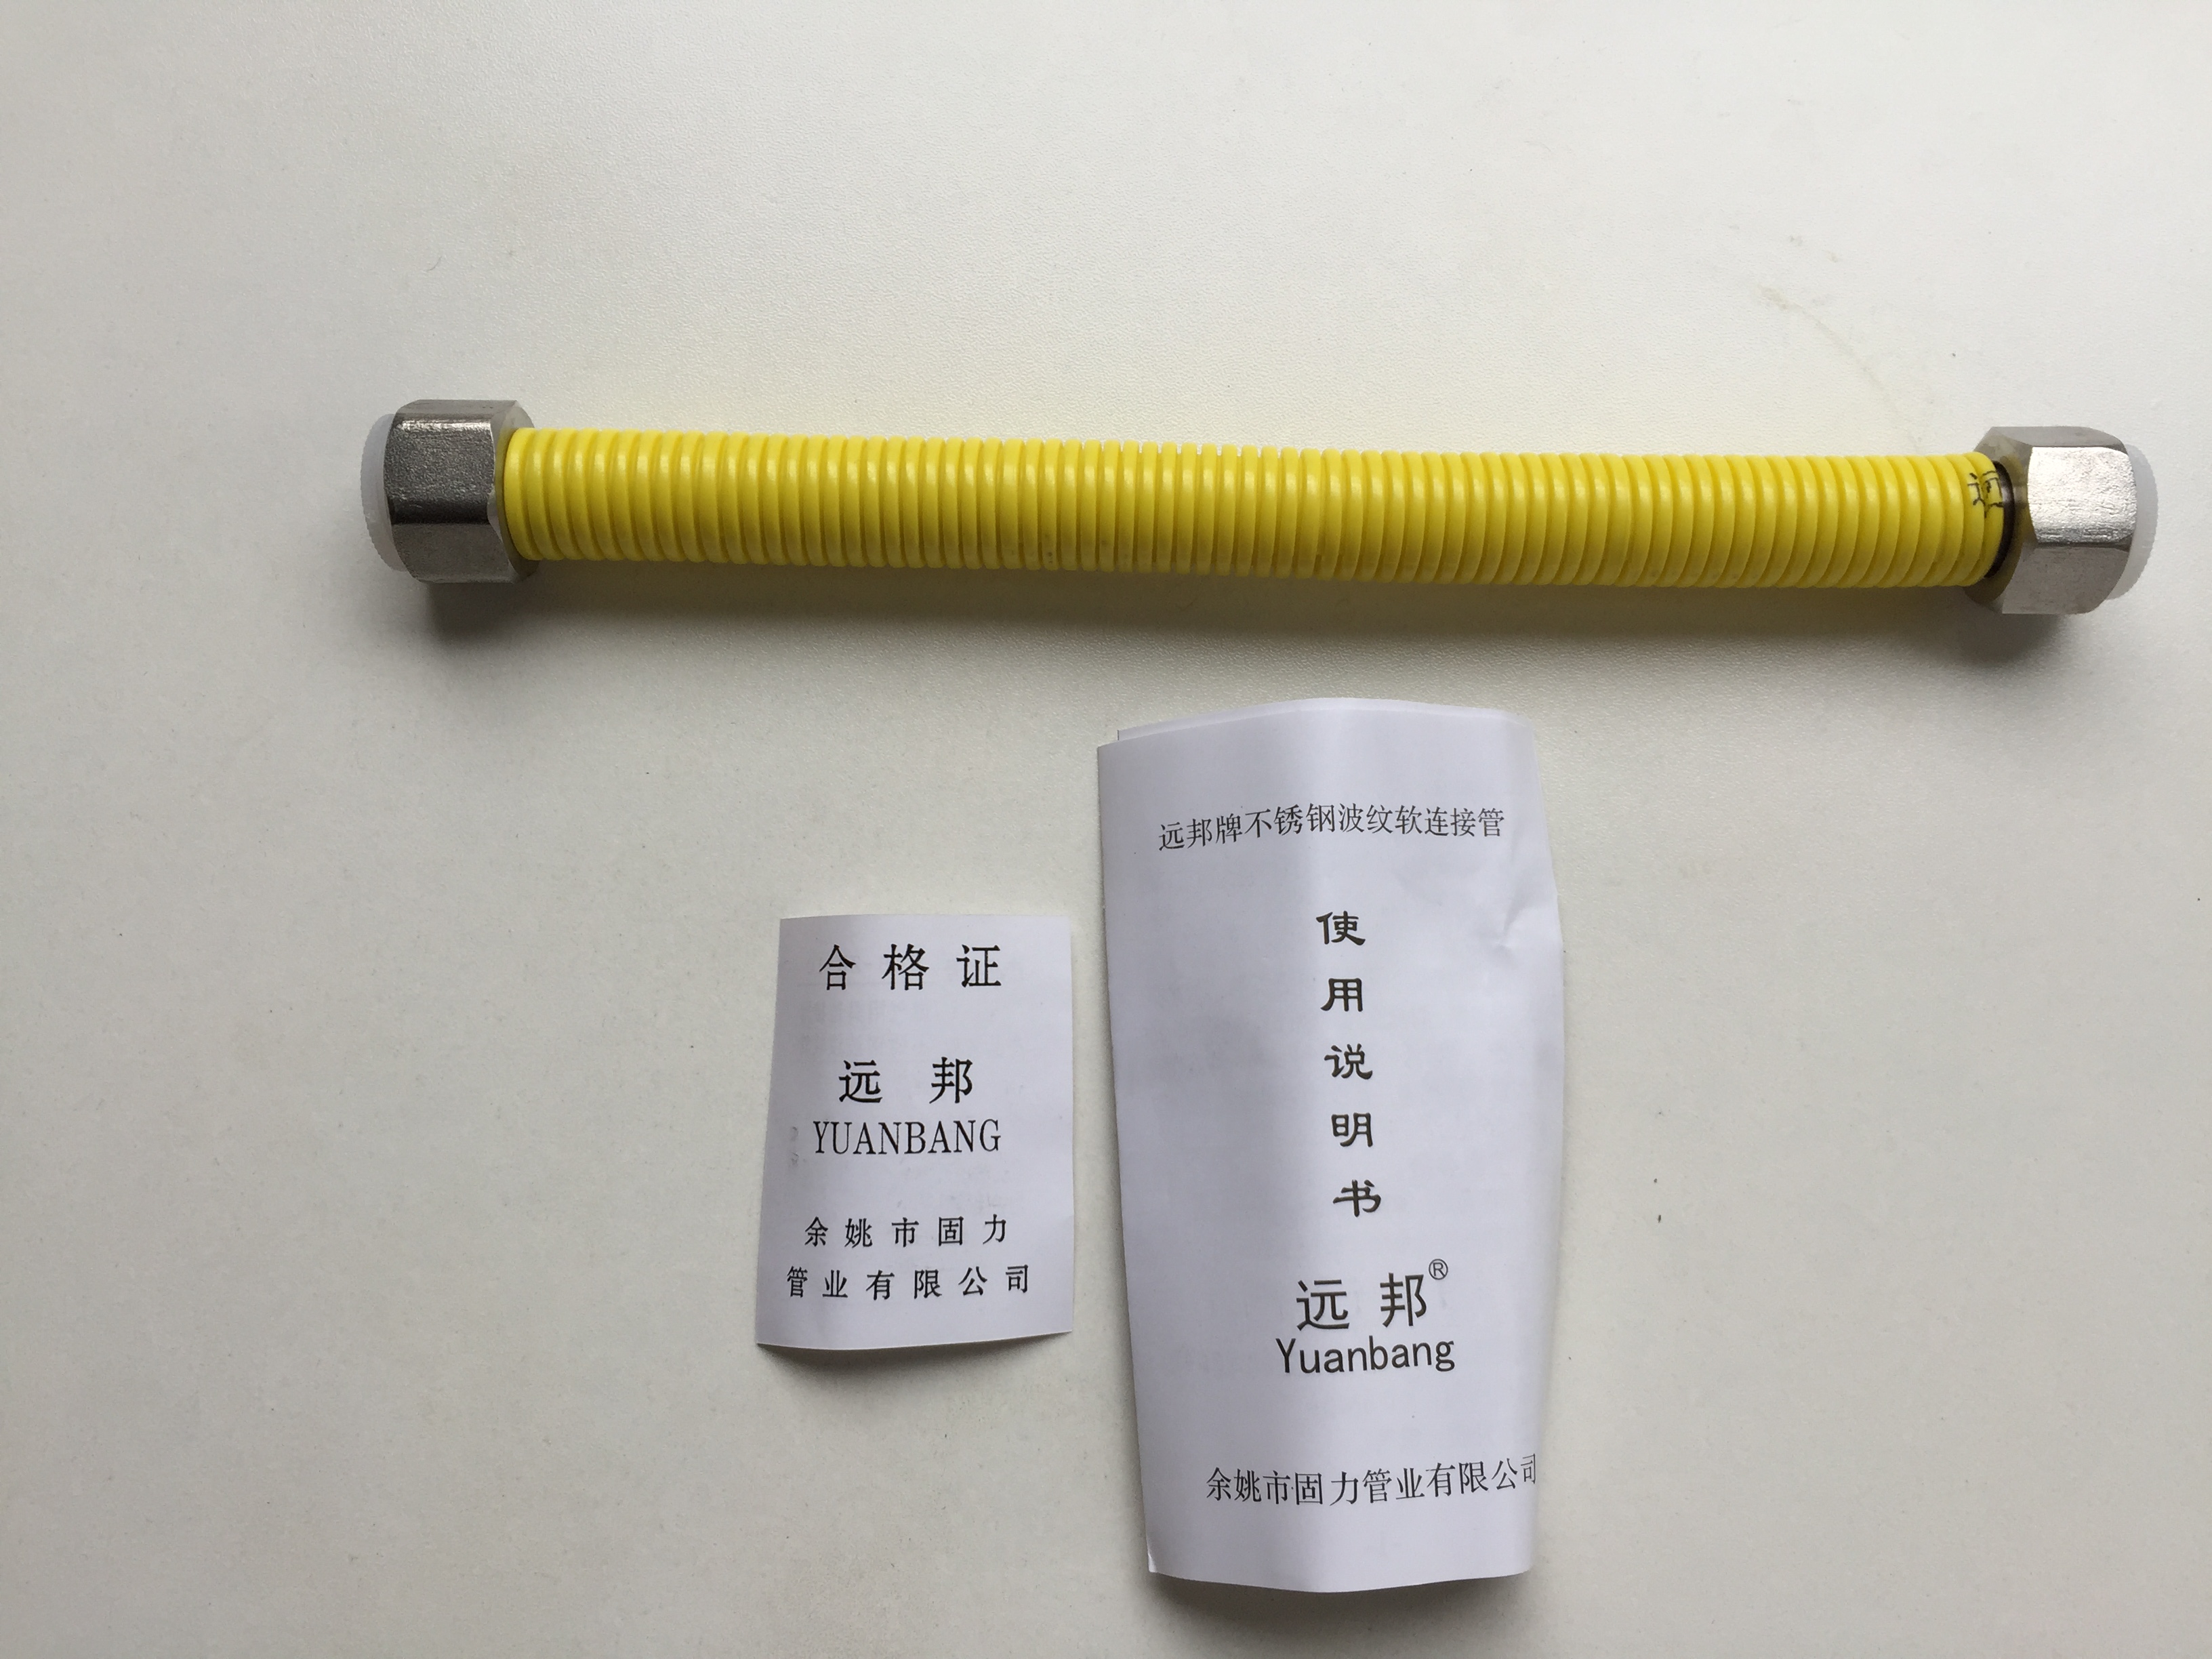 远邦牌不锈钢波纹软连接管
使
用
说
明
书
远邦®
Yuanbang
余姚市固力管业有限公司
合格证
远邦
YUANBANG
余姚市固力
管业有限公司